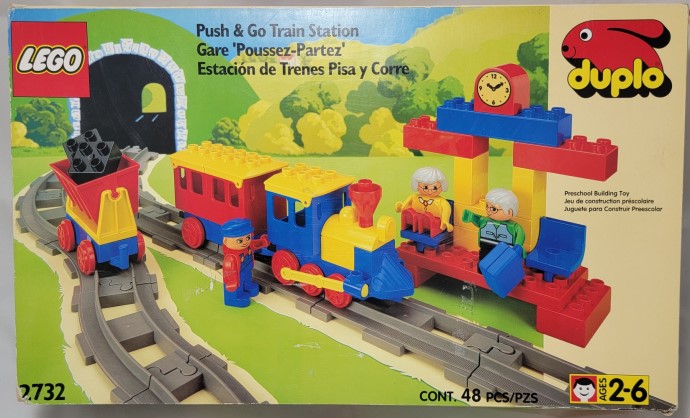 LEGO
Push & Go Train Station
Gare 'Poussez-Partez'
Estación de Trenes Pisa y Corre
duplo
Preschool Building Toy
Jeu de construction préscolaire
Juguete para Construir Preescolar
2732
CONT. 48 PCS/PZS
AGES 2-6